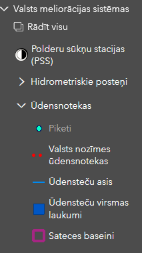 Valsts meliorācijas sistēmas
Rādīt visu
Polderu sūkņu stacijas
(PSS)
Hidrometriskie posteņi
Ūdensnotekas
Piketi
Valsts nozīmes
ūdensnotekas
Ūdensteču asis
Ūdensteču virsmas
laukumi
Sateces baseini